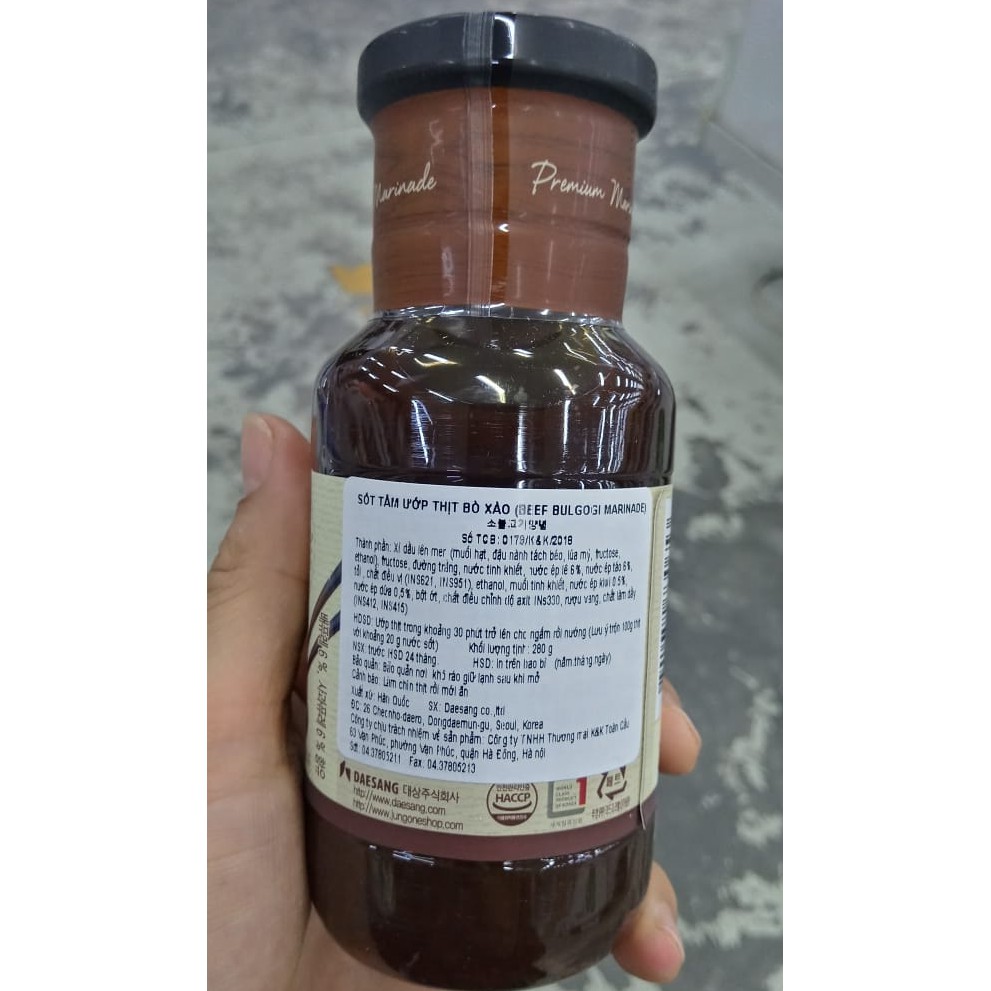 Marinade
Premium
SỐT TẨM ƯỚP THỊT BÒ XÀO (BEEF BULGOGI MARINADE)
소불고기양념
Số TCB: 0179/K&K/2018
Thành phần: Xì dầu lên men (muối hạt, đậu nành tách béo, lúa mỳ, fructose,
ethanol), fructose, đường trắng, nước tinh khiết, nước ép lê 6%, nước ép táo 6%,
tỏi, chất điều vị (INS621, INS951), ethanol, muối tinh khiết, nước ép kiwi 0.5%,
nước ép dứa 0,5%, bột ớt, chất điều chỉnh độ axit INs330, rượu vang, chất làm dầy
(INS412, INS415)
HDSD: Ướp thịt trong khoảng 30 phút trở lên cho ngấm rồi nướng (Lưu ý trộn 100g thịt
với khoảng 20 g nước sốt) Khối lượng tịnh: 280 g
NSX: trước HSD 24 tháng HSD: in trên bao bì (năm.tháng.ngày)
Bảo quản: Bảo quản nơi khô ráo giữ lạnh sau khi mở
Cảnh báo: Làm chín thịt rồi mới ăn
Xuất xứ: Hàn Quốc SX: Daesang co.,ltri
ĐC: 26 Cheonho-daero, Dongdaemun-gu, Seoul, Korea
Công ty chịu trách nhiệm về sản phẩm: Công ty TNHH Thương mại K&K Toàn Cầu
63 Vạn Phúc, phường Vạn Phúc, quận Hà Đông, Hà nội
Sđt: 04.37805211 Fax. 04.37805213
DAESANG 대상주식회사
http://www.daesang.com
http://www.jungoneshop.com
HACCP
1
페트